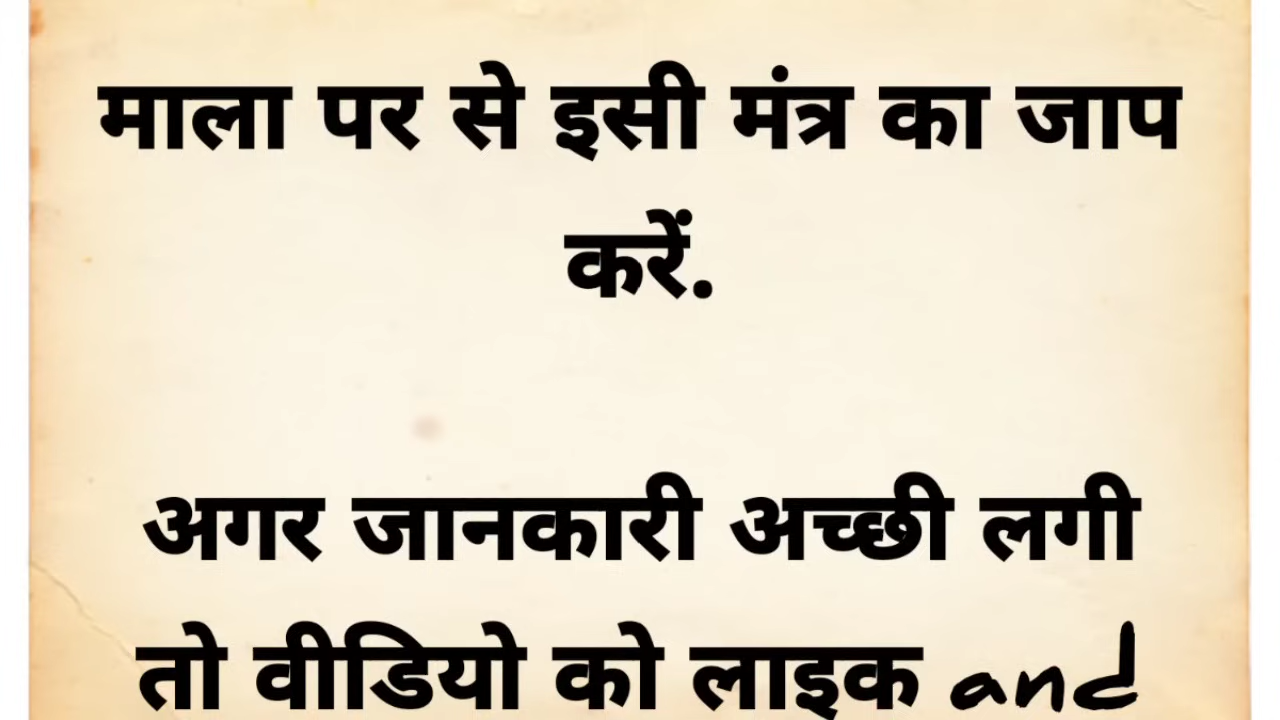 माला पर से इसी मंत्र का जाप
करें.
अगर जानकारी अच्छी लगी
तो वीडियो को लाइक and